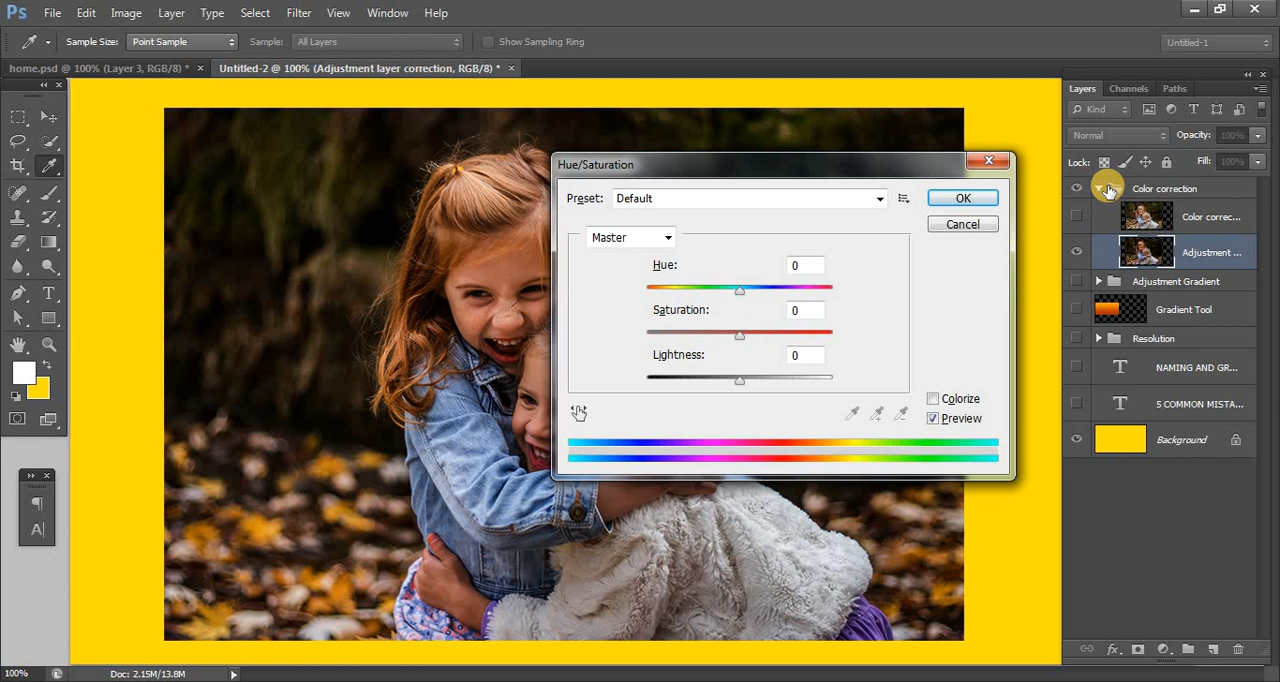 Ps File Edit Image Layer Type Select Filter View Window Help
Sample Size: Point Sample Sample: All Layers Show Sampling Ring Untitled-1
home.psd @ 100% (Layer 3, RGB/8) * × Untitled-2 @ 100% (Adjustment layer correction, RGB/8) * ×
Layers Channels Paths
Kind
Normal Opacity: 100%
Lock: Fill: 100%
Color correction
Color correc...
Adjustment ...
Adjustment Gradient
Gradient Tool
Resolution
T NAMING AND GR...
T 5 COMMON MISTA...
Background
Hue/Saturation
Preset: Default OK
Cancel
Master
Hue: 0
Saturation: 0
Lightness: 0
Colorize
Preview
A
100% Doc: 2.15M/13.8M